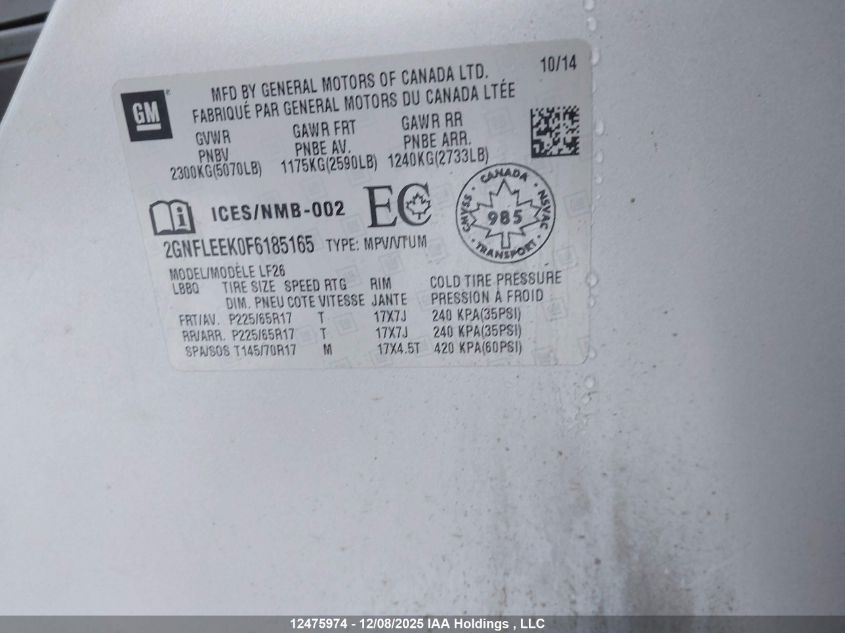 GM
MFD BY GENERAL MOTORS OF CANADA LTD. 10/14
FABRIQUÉ PAR GENERAL MOTORS DU CANADA LTÉE
GVWR GAWR FRT GAWR RR
PNBV PNBE AV. PNBE ARR.
2300KG(5070LB) 1175KG(2590LB) 1240KG(2733LB)
ICES/NMB-002 EC
CANADA
SVAC/NSVAC
985
TRANSPORT
2GNFLEEK0F6185165 TYPE: MPV/VTUM
MODEL/MODÈLE LF26
LBBQ TIRE SIZE SPEED RTG RIM COLD TIRE PRESSURE
DIM. PNEU COTE VITESSE JANTE PRESSION À FROID
FRT/AV. P225/65R17 T 17X7J 240 KPA(35PSI)
RR/ARR. P225/65R17 T 17X7J 240 KPA(35PSI)
SPA/SOS T145/70R17 M 17X4.5T 420 KPA(60PSI)
12475974 - 12/08/2025 IAA Holdings , LLC